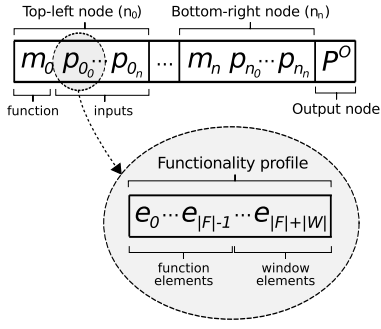 Top-left node (n₀) Bottom-right node (nₙ)
m₀ p₀₀ ··· p₀ₙ ... mₙ pₙ₀ ··· pₙₙ Pᴼ
function inputs Output node
Functionality profile
e₀ ··· e|F|-1 ··· e|F|+|W|
function window
elements elements